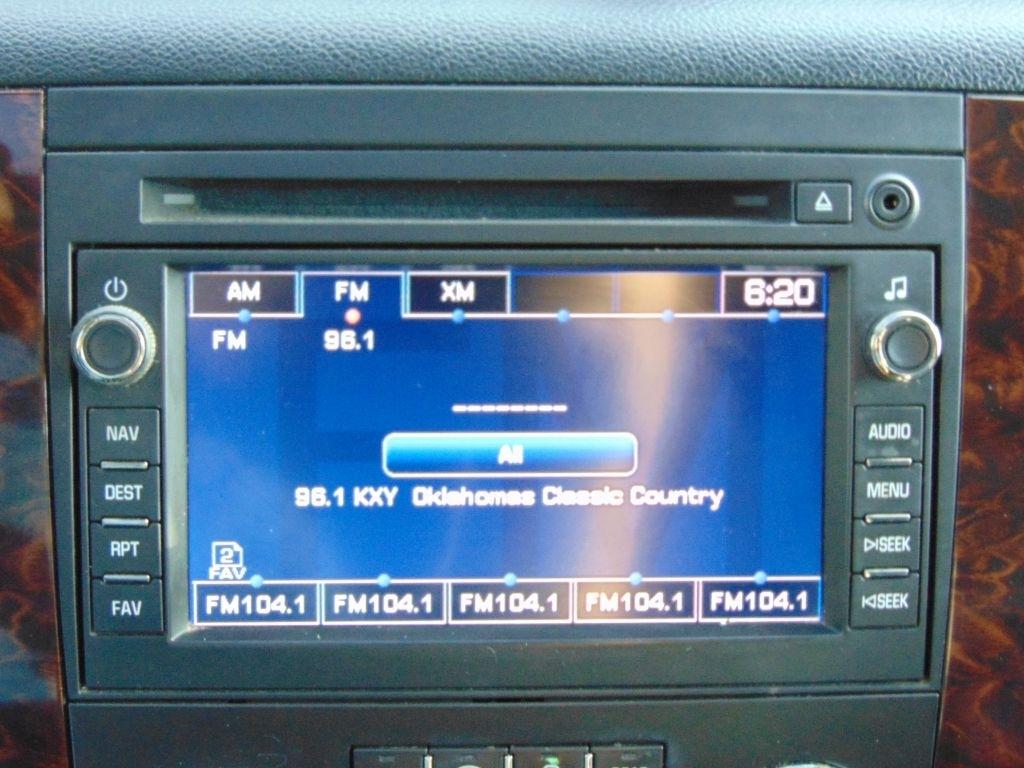 AM FM XM 6:20
FM 96.1
--------
All
96.1 KXY Oklahomas Classic Country
2
FAV
FM104.1 FM104.1 FM104.1 FM104.1 FM104.1
NAV
DEST
RPT
FAV
AUDIO
MENU
SEEK
SEEK